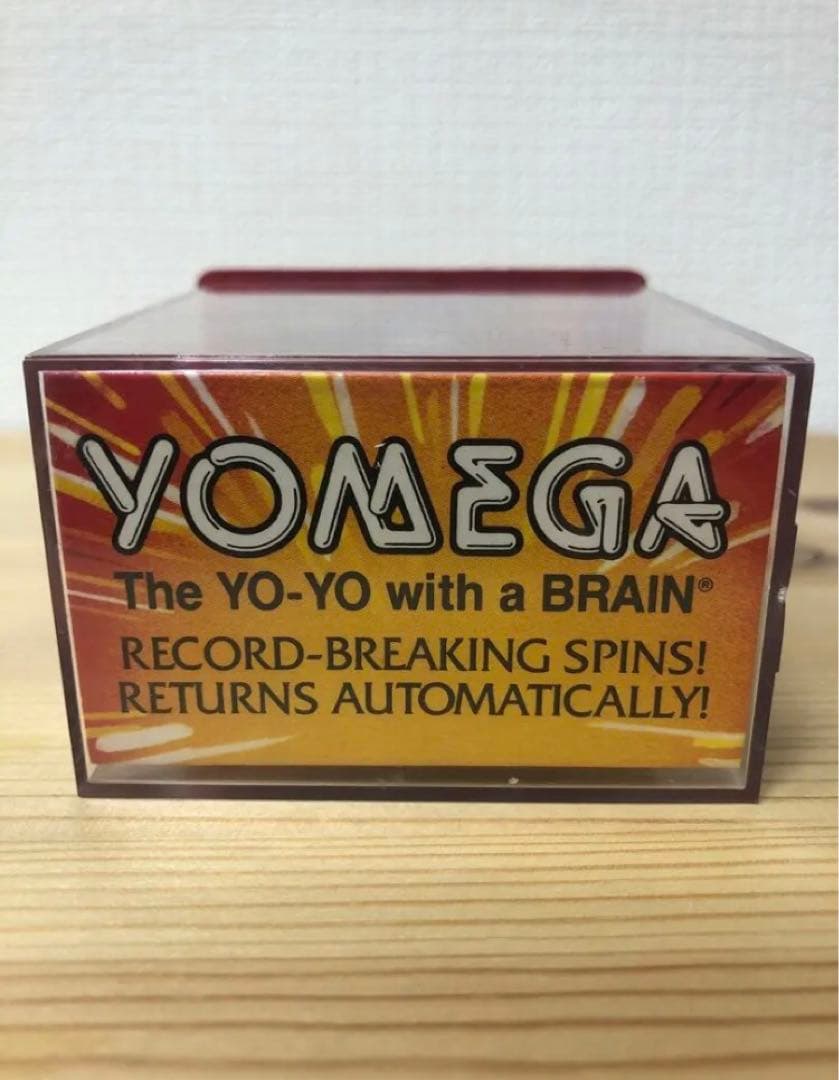 YOMEGA
The YO-YO with a BRAIN®
RECORD-BREAKING SPINS!
RETURNS AUTOMATICALLY!